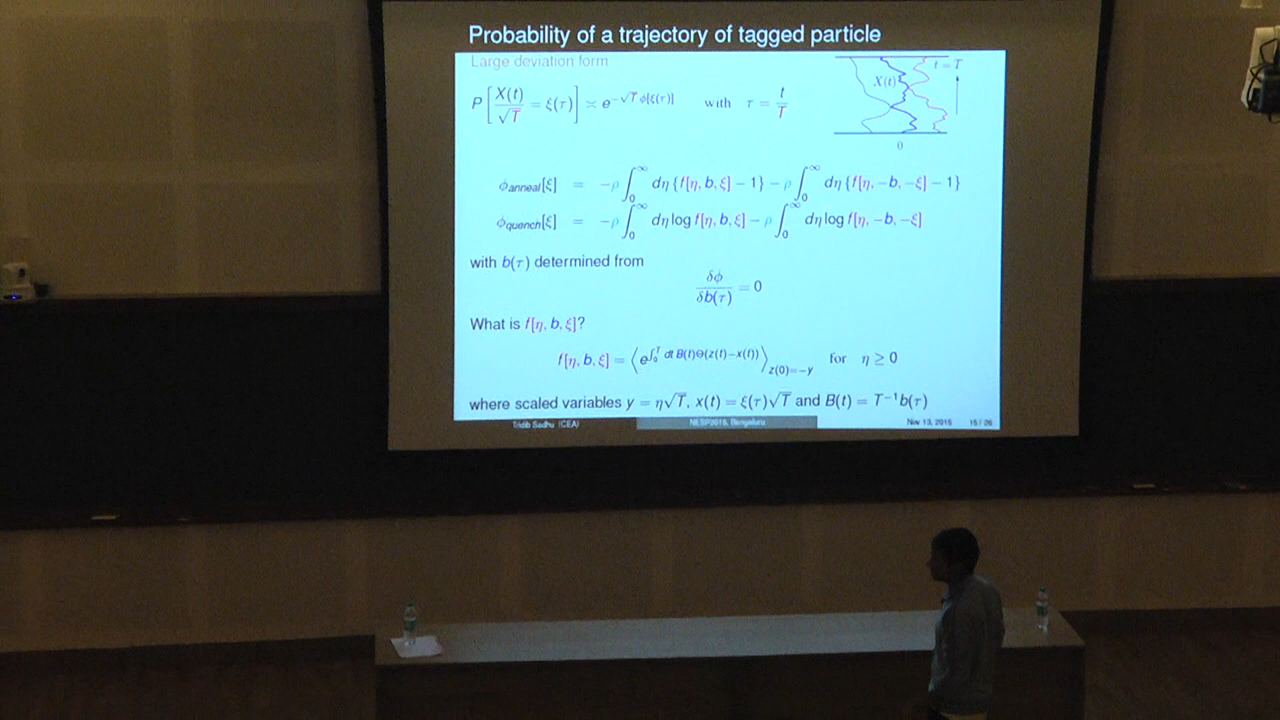 Probability of a trajectory of tagged particle
Large deviation form
P[X(t)/√T = ξ(τ)] ≍ e^{-√T ϕ[ξ(τ)]} with τ = t/T
t = T
X(t)
0
ϕ_anneal[ξ] = −ρ ∫_0^∞ dη {f[η, b, ξ] − 1} − ρ ∫_0^∞ dη {f[η, −b, −ξ] − 1}
ϕ_quench[ξ] = −ρ ∫_0^∞ dη log f[η, b, ξ] − ρ ∫_0^∞ dη log f[η, −b, −ξ]
with b(τ) determined from
δϕ/δb(τ) = 0
What is f[η, b, ξ]?
f[η, b, ξ] = ⟨e^{∫_0^T dt B(t)Θ(z(t)−x(t))}⟩_{z(0)=−y} for η ≥ 0
where scaled variables y = η√T, x(t) = ξ(τ)√T and B(t) = T^{−1}b(τ)
Tridib Sadhu (CEA) NESP2015, Bengaluru Nov 13, 2015 15 / 26